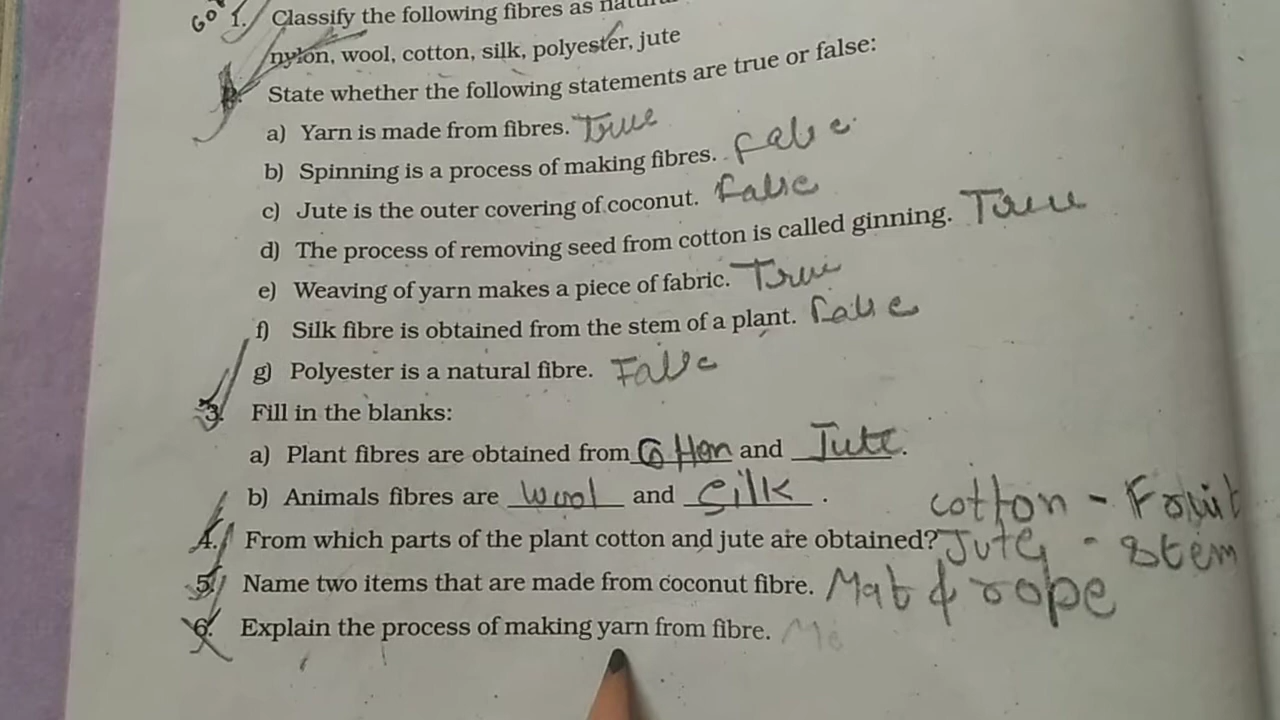 60 1. Classify the following fibres as
nylon, wool, cotton, silk, polyester, jute
State whether the following statements are true or false:
a) Yarn is made from fibres. True
b) Spinning is a process of making fibres. False
c) Jute is the outer covering of coconut. False
d) The process of removing seed from cotton is called ginning. True
e) Weaving of yarn makes a piece of fabric. True
f) Silk fibre is obtained from the stem of a plant. False
g) Polyester is a natural fibre. False
3. Fill in the blanks:
a) Plant fibres are obtained from Cotton and Jute.
b) Animals fibres are wool and Silk.
cotton -
4. From which parts of the plant cotton and jute are obtained? Jute - stem
5. Name two items that are made from coconut fibre. Mat & rope
6. Explain the process of making yarn from fibre.